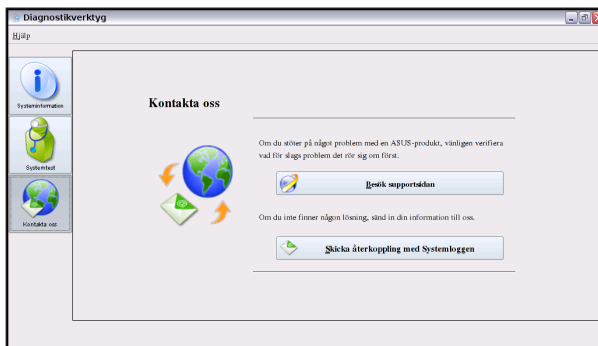 Diagnostikverktyg
Hjälp
Systeminformation
Systemtest
Kontakta oss
Kontakta oss
Om du stöter på något problem med en ASUS-produkt, vänligen verifiera
vad för slags problem det rör sig om först.
Besök supportsidan
Om du inte finner någon lösning, sänd in din information till oss.
Skicka återkoppling med Systemloggen